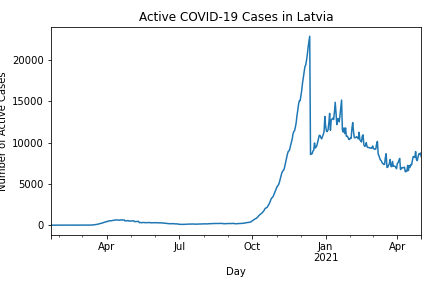 Active COVID-19 Cases in Latvia
Number of Active Cases
20000
15000
10000
5000
0
Apr
Jul
Oct
Jan
2021
Apr
Day